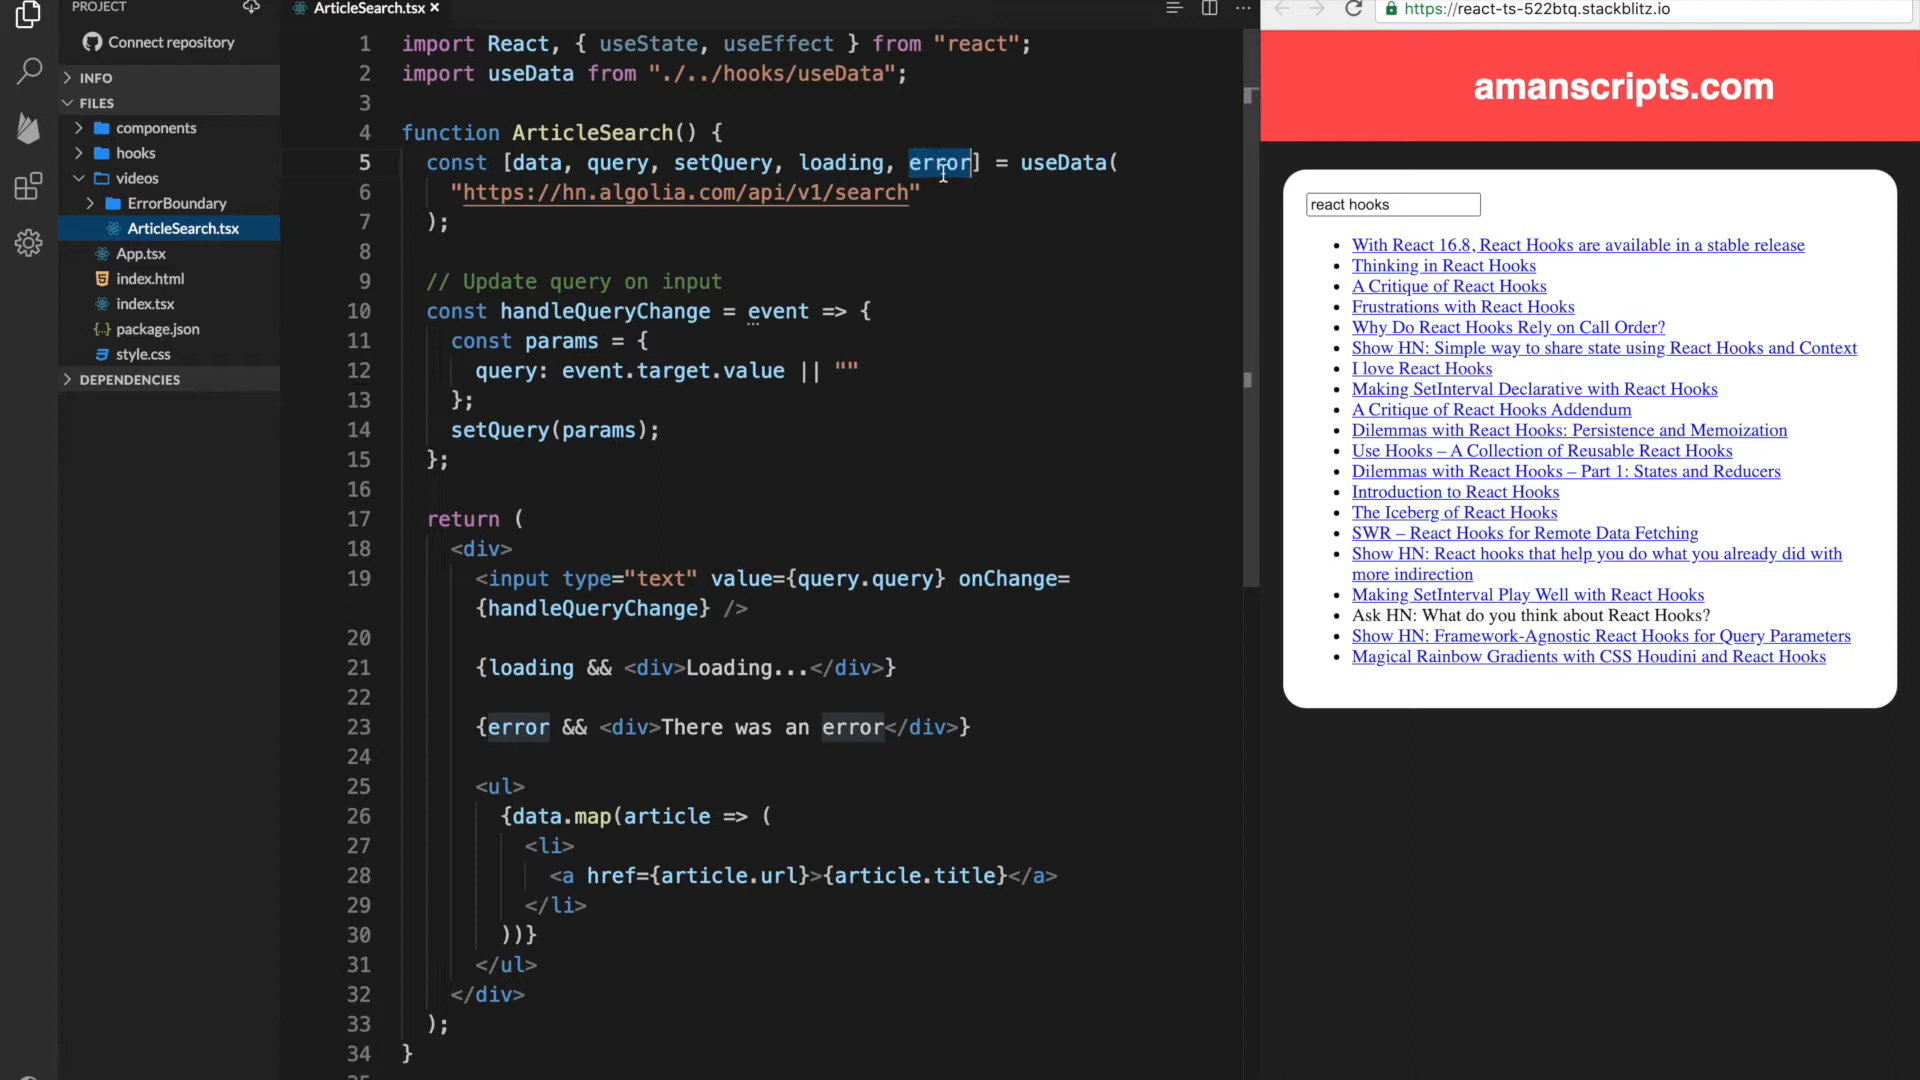 PROJECT
Connect repository
INFO
FILES
components
hooks
videos
ErrorBoundary
ArticleSearch.tsx
App.tsx
index.html
index.tsx
package.json
style.css
DEPENDENCIES
ArticleSearch.tsx ×
1 import React, { useState, useEffect } from "react";
2 import useData from "./../hooks/useData";
3
4 function ArticleSearch() {
5 const [data, query, setQuery, loading, error] = useData(
6 "https://hn.algolia.com/api/v1/search"
7 );
8
9 // Update query on input
10 const handleQueryChange = event => {
11 const params = {
12 query: event.target.value || ""
13 };
14 setQuery(params);
15 };
16
17 return (
18 <div>
19 <input type="text" value={query.query} onChange=
{handleQueryChange} />
20
21 {loading && <div>Loading...</div>}
22
23 {error && <div>There was an error</div>}
24
25 <ul>
26 {data.map(article => (
27 <li>
28 <a href={article.url}>{article.title}</a>
29 </li>
30 ))}
31 </ul>
32 </div>
33 );
34 }
https://react-ts-522btq.stackblitz.io
amanscripts.com
react hooks
• With React 16.8, React Hooks are available in a stable release
• Thinking in React Hooks
• A Critique of React Hooks
• Frustrations with React Hooks
• Why Do React Hooks Rely on Call Order?
• Show HN: Simple way to share state using React Hooks and Context
• I love React Hooks
• Making SetInterval Declarative with React Hooks
• A Critique of React Hooks Addendum
• Dilemmas with React Hooks: Persistence and Memoization
• Use Hooks – A Collection of Reusable React Hooks
• Dilemmas with React Hooks – Part 1: States and Reducers
• Introduction to React Hooks
• The Iceberg of React Hooks
• SWR – React Hooks for Remote Data Fetching
• Show HN: React hooks that help you do what you already did with
more indirection
• Making SetInterval Play Well with React Hooks
• Ask HN: What do you think about React Hooks?
• Show HN: Framework-Agnostic React Hooks for Query Parameters
• Magical Rainbow Gradients with CSS Houdini and React Hooks